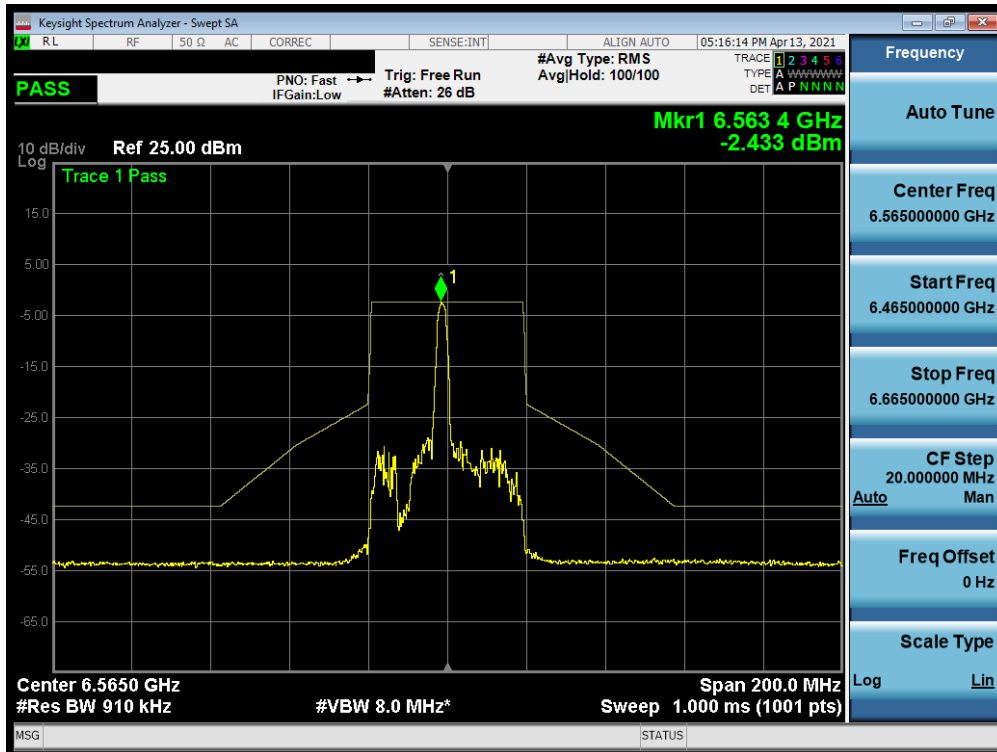 Keysight Spectrum Analyzer - Swept SA
LXI RL RF 50 Ω AC CORREC SENSE:INT ALIGN AUTO 05:16:14 PM Apr 13, 2021
PASS
PNO: Fast
IFGain:Low
Trig: Free Run
#Atten: 26 dB
#Avg Type: RMS
Avg|Hold: 100/100
TRACE 1 2 3 4 5 6
TYPE A WWWWW
DET A P N N N N
Mkr1 6.563 4 GHz
-2.433 dBm
10 dB/div Ref 25.00 dBm
Log
Trace 1 Pass
15.0
5.00
-5.00
-15.0
-25.0
-35.0
-45.0
-55.0
-65.0
1
Center 6.5650 GHz Span 200.0 MHz
#Res BW 910 kHz #VBW 8.0 MHz* Sweep 1.000 ms (1001 pts)
MSG STATUS
Frequency
Auto Tune
Center Freq
6.565000000 GHz
Start Freq
6.465000000 GHz
Stop Freq
6.665000000 GHz
CF Step
20.000000 MHz
Auto Man
Freq Offset
0 Hz
Scale Type
Log Lin